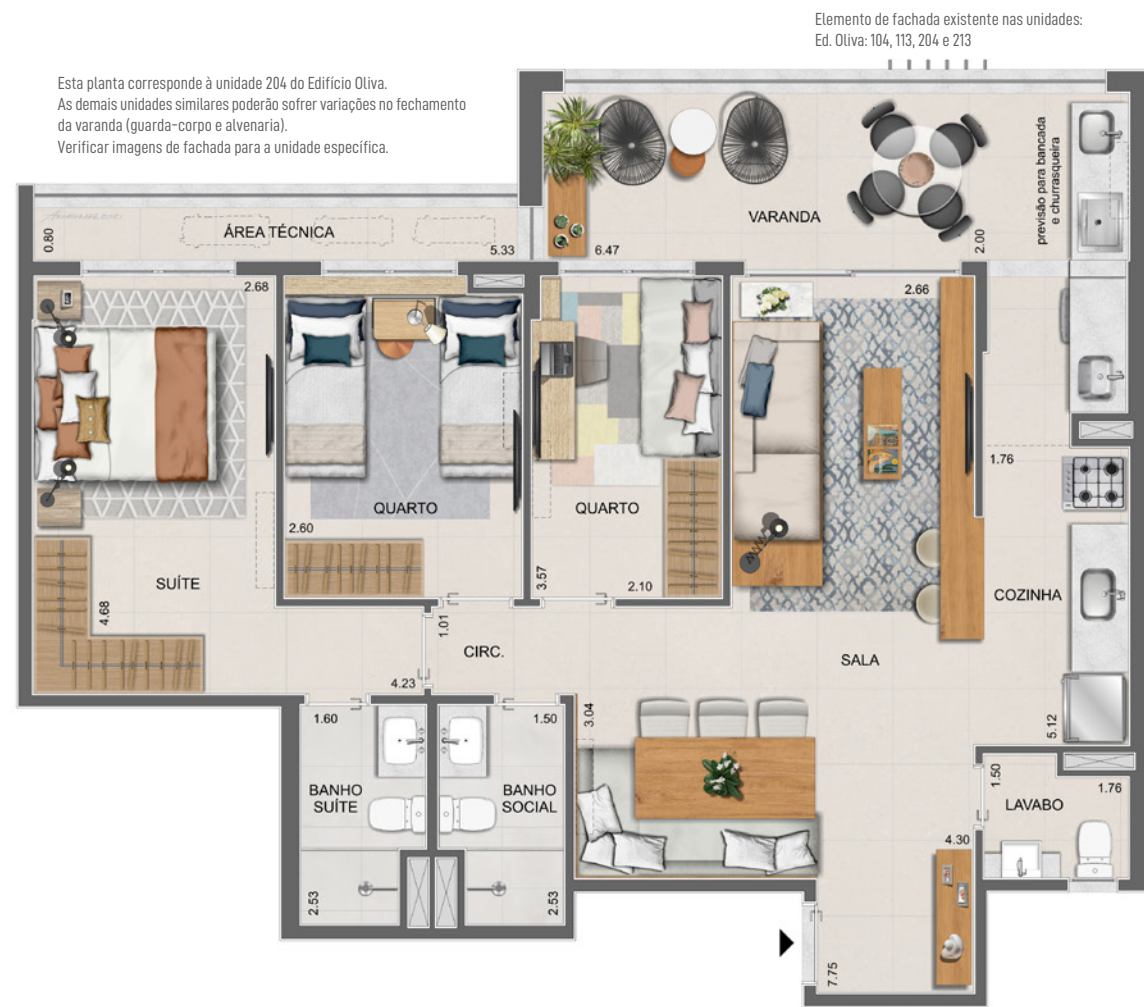 Elemento de fachada existente nas unidades:
Ed. Oliva: 104, 113, 204 e 213
Esta planta corresponde à unidade 204 do Edifício Oliva.
As demais unidades similares poderão sofrer variações no fechamento
da varanda (guarda-corpo e alvenaria).
Verificar imagens de fachada para a unidade específica.
previsão para bancada
e churrasqueira
VARANDA
6.47
2.00
ÁREA TÉCNICA
0.80
5.33
2.68
2.66
QUARTO
2.60
QUARTO
3.57
2.10
1.76
SUÍTE
4.68
COZINHA
1.01
CIRC.
SALA
4.23
1.60
1.50
3.04
5.12
BANHO
SUÍTE
BANHO
SOCIAL
1.50
LAVABO
1.76
4.30
2.53
2.53
7.75